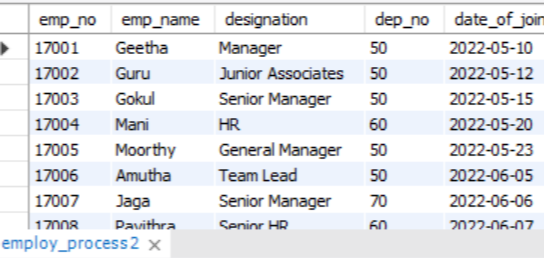 emp_no emp_name designation dep_no date_of_join
17001 Geetha Manager 50 2022-05-10
17002 Guru Junior Associates 50 2022-05-12
17003 Gokul Senior Manager 50 2022-05-15
17004 Mani HR 60 2022-05-20
17005 Moorthy General Manager 50 2022-05-23
17006 Amutha Team Lead 50 2022-06-05
17007 Jaga Senior Manager 70 2022-06-06
17008 Pavithra Senior HR 60 2022-06-07
employ_process2